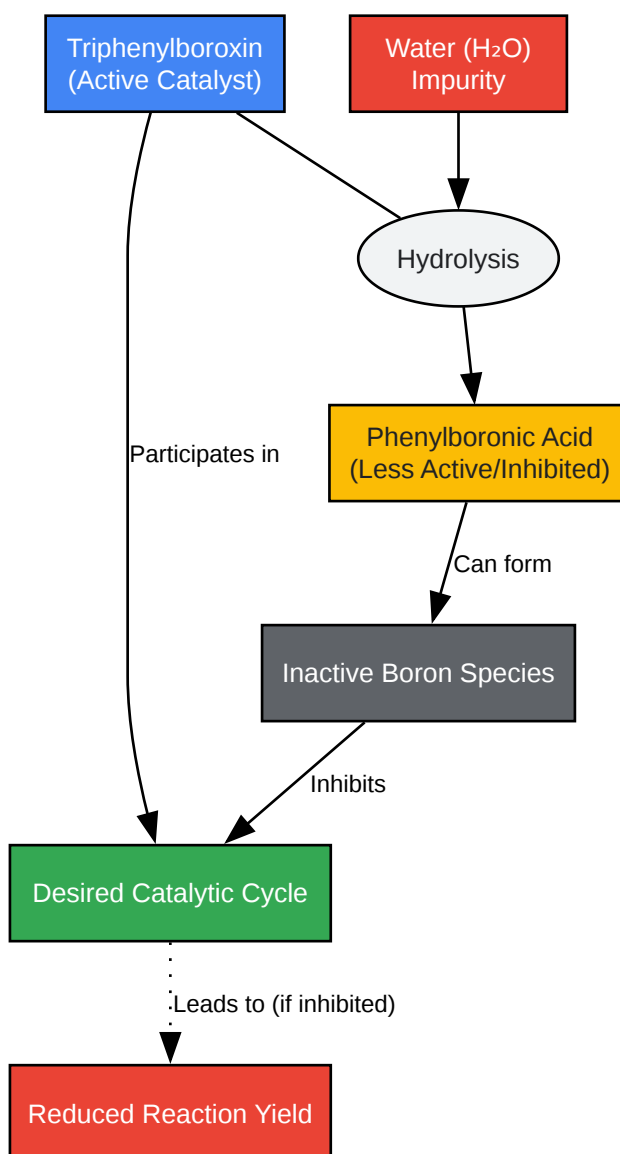 Triphenylboroxin
(Active Catalyst)
Water (H₂O)
Impurity
Hydrolysis
Phenylboronic Acid
(Less Active/Inhibited)
Participates in
Can form
Inactive Boron Species
Inhibits
Desired Catalytic Cycle
Leads to (if inhibited)
Reduced Reaction Yield